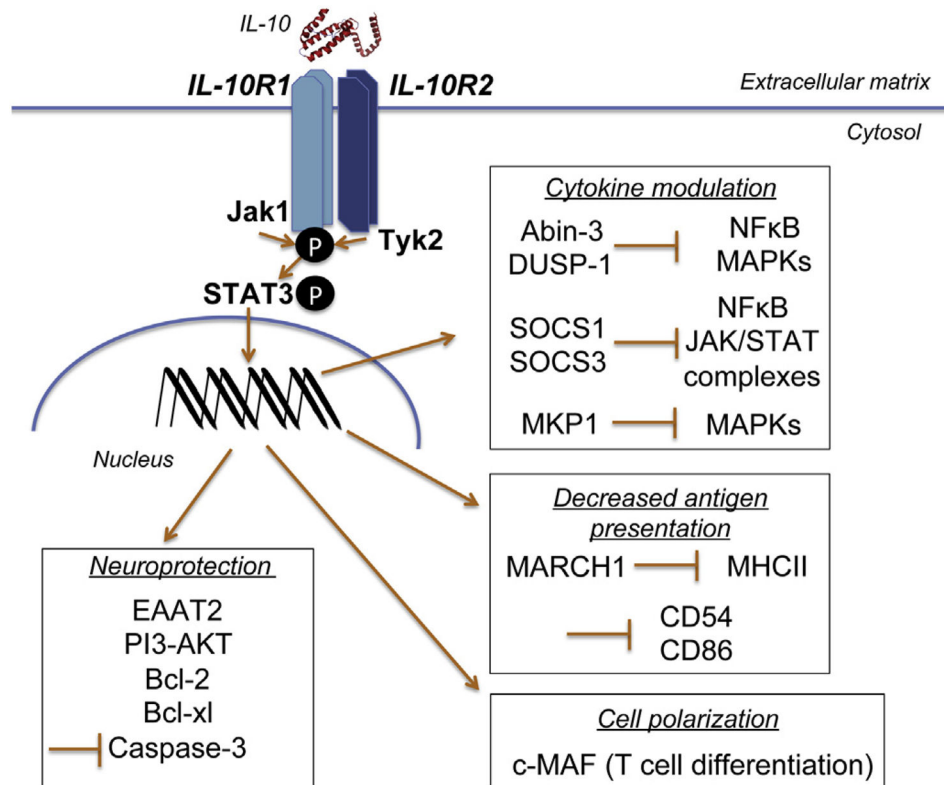 IL-10
IL-10R1
IL-10R2
Extracellular matrix
Cytosol
Jak1
P
Tyk2
STAT3
P
Nucleus
Cytokine modulation
Abin-3
DUSP-1
NFκB
MAPKs
SOCS1
SOCS3
NFκB
JAK/STAT
complexes
MKP1
MAPKs
Decreased antigen
presentation
MARCH1
MHCII
CD54
CD86
Neuroprotection
EAAT2
PI3-AKT
Bcl-2
Bcl-xl
Caspase-3
Cell polarization
c-MAF (T cell differentiation)